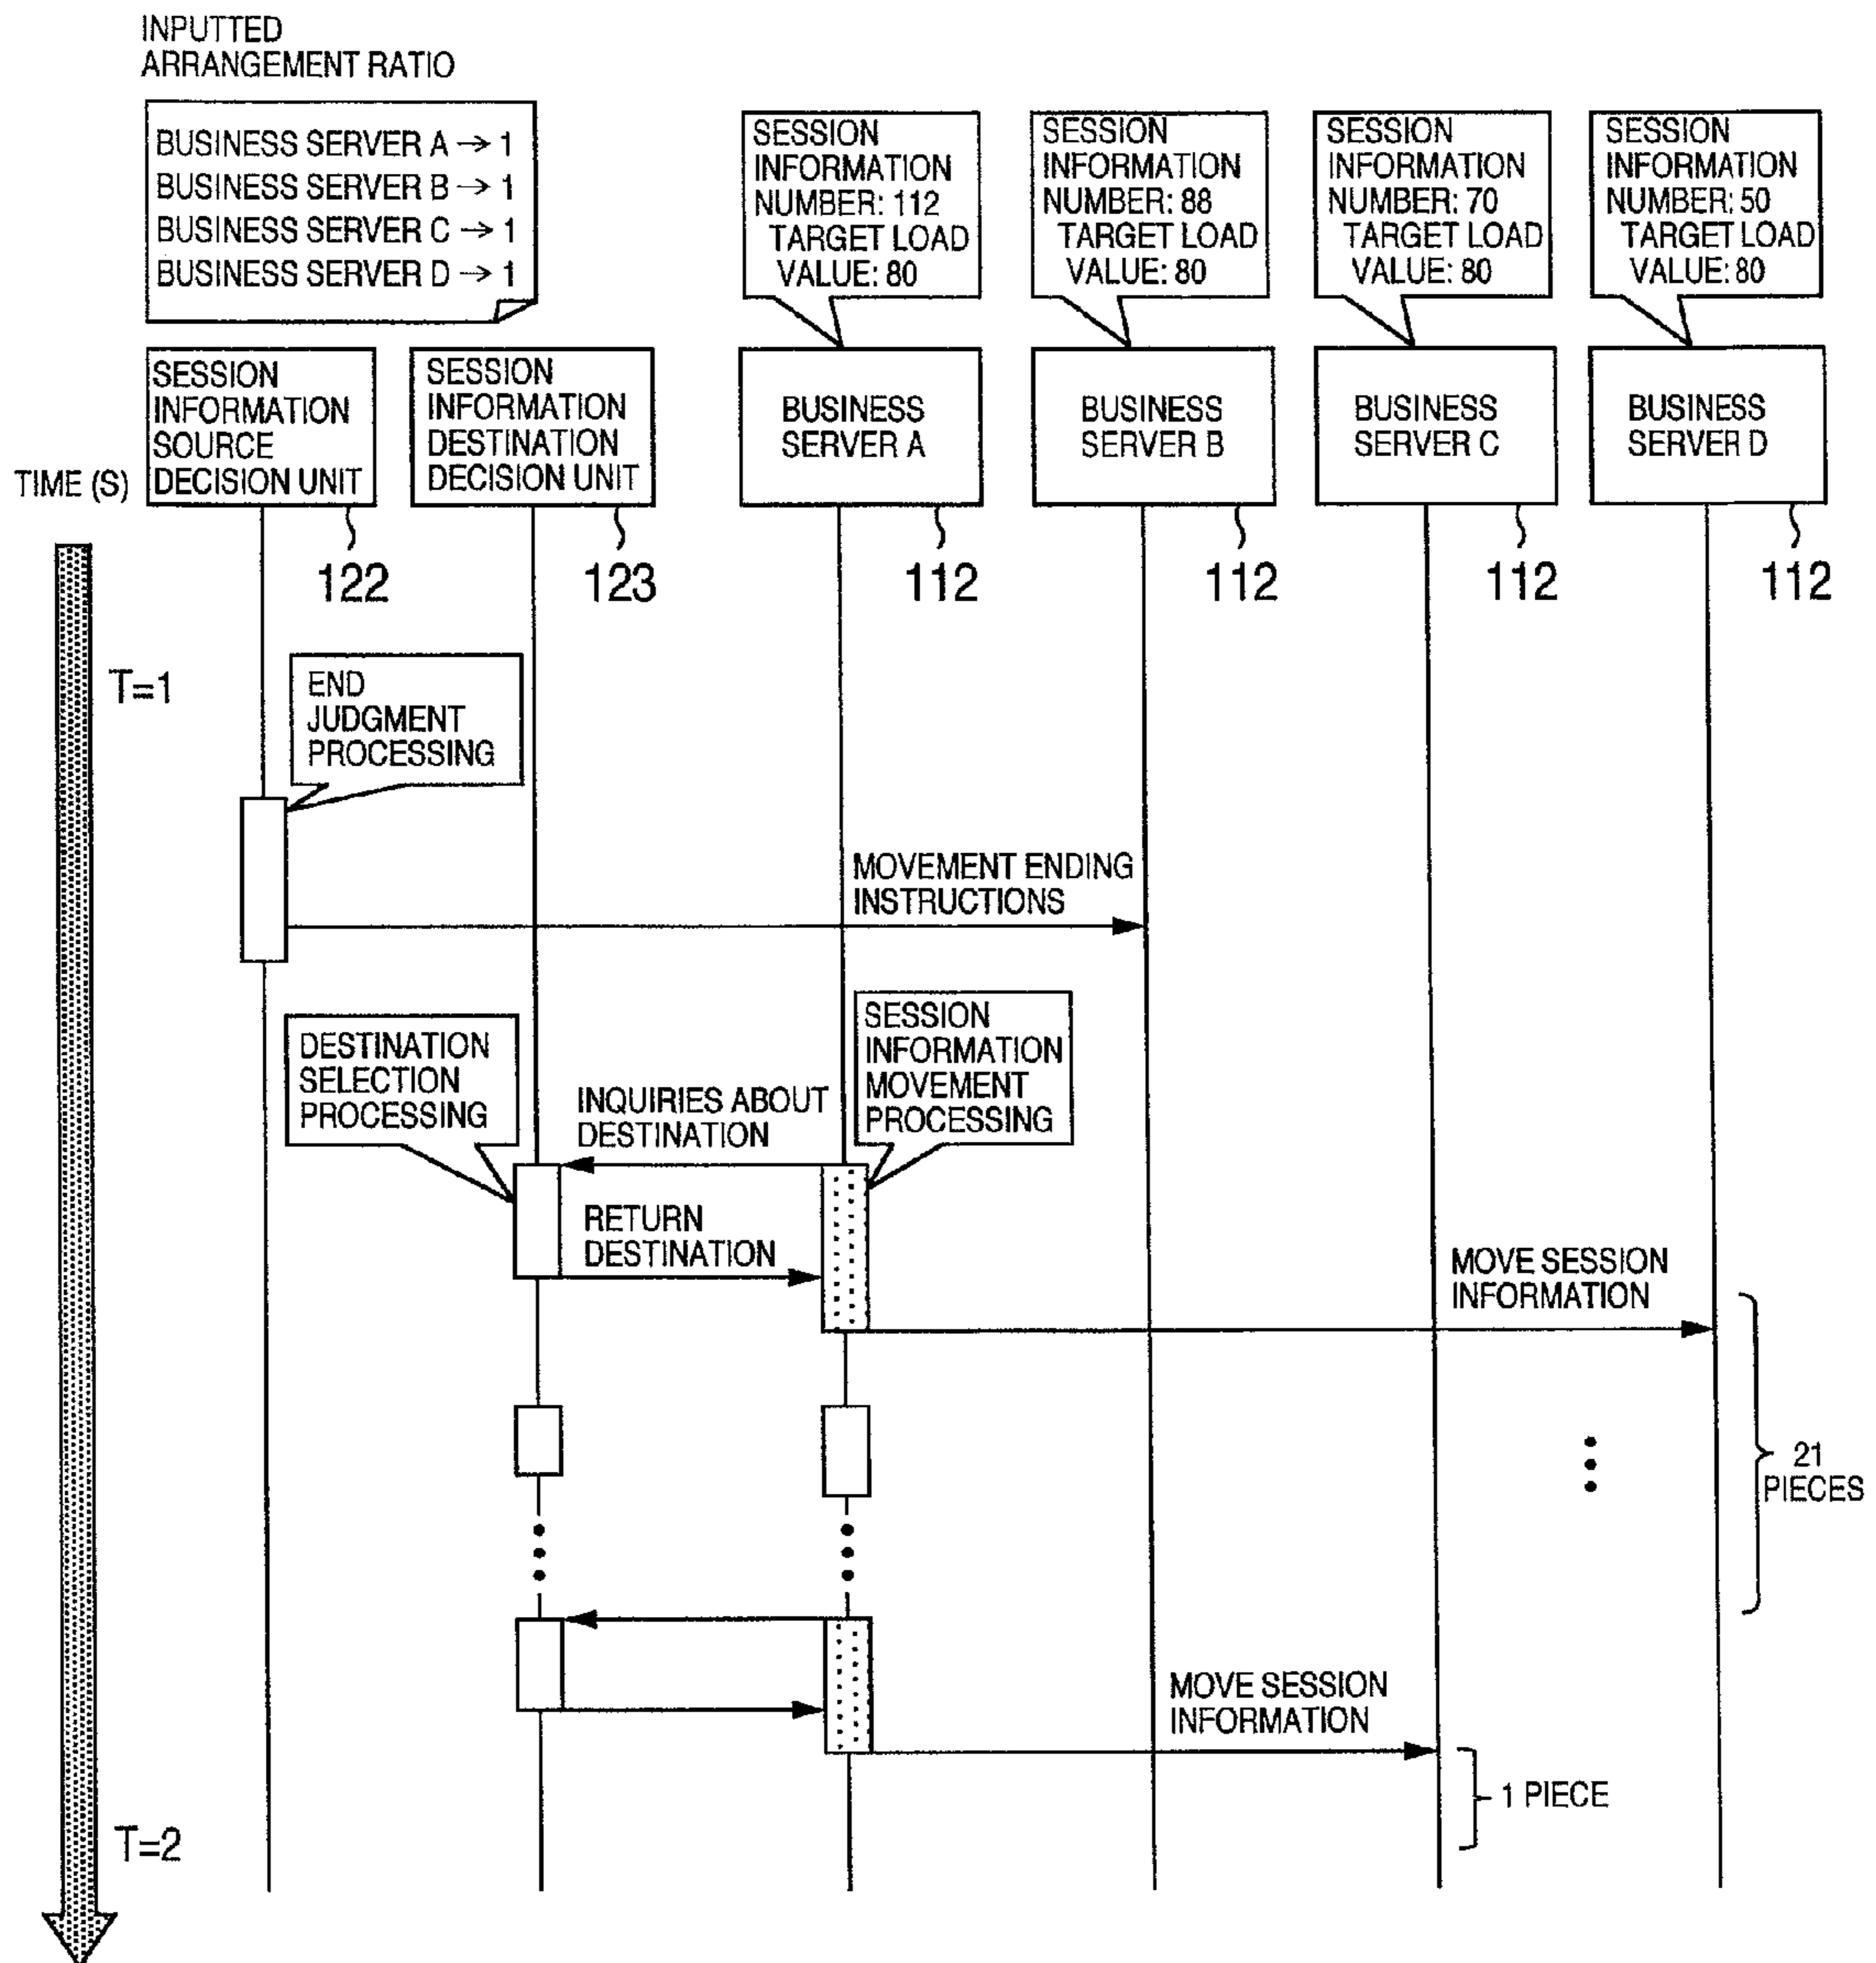 INPUTTED
ARRANGEMENT RATIO
BUSINESS SERVER A → 1
BUSINESS SERVER B → 1
BUSINESS SERVER C → 1
BUSINESS SERVER D → 1
SESSION
INFORMATION
NUMBER: 112
TARGET LOAD
VALUE: 80
SESSION
INFORMATION
NUMBER: 88
TARGET LOAD
VALUE: 80
SESSION
INFORMATION
NUMBER: 70
TARGET LOAD
VALUE: 80
SESSION
INFORMATION
NUMBER: 50
TARGET LOAD
VALUE: 80
TIME (S)
SESSION
INFORMATION
SOURCE
DECISION UNIT
SESSION
INFORMATION
DESTINATION
DECISION UNIT
BUSINESS
SERVER A
BUSINESS
SERVER B
BUSINESS
SERVER C
BUSINESS
SERVER D
122
123
112
112
112
112
T=1
END
JUDGMENT
PROCESSING
MOVEMENT ENDING
INSTRUCTIONS
DESTINATION
SELECTION
PROCESSING
INQUIRIES ABOUT
DESTINATION
SESSION
INFORMATION
MOVEMENT
PROCESSING
RETURN
DESTINATION
MOVE SESSION
INFORMATION
21
PIECES
MOVE SESSION
INFORMATION
1 PIECE
T=2